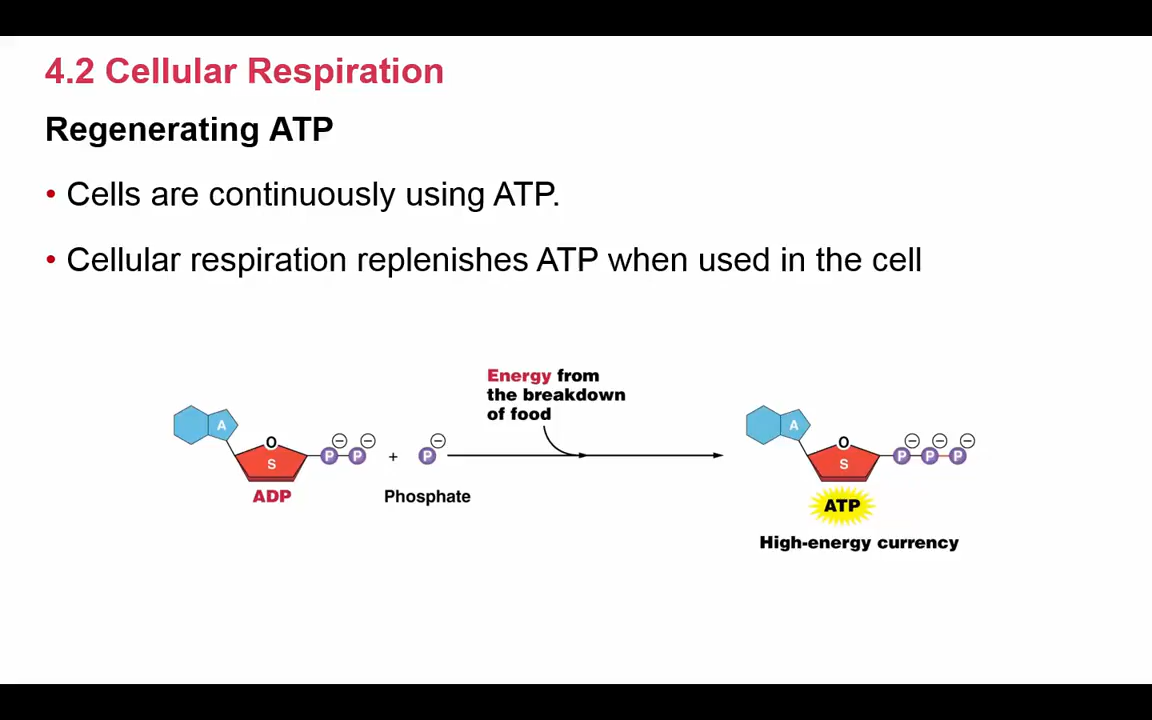 4.2 Cellular Respiration
Regenerating ATP
• Cells are continuously using ATP.
• Cellular respiration replenishes ATP when used in the cell
Energy from
the breakdown
of food
A
O
S
P P
+
P
ADP
Phosphate
A
O
S
P P P
ATP
High-energy currency